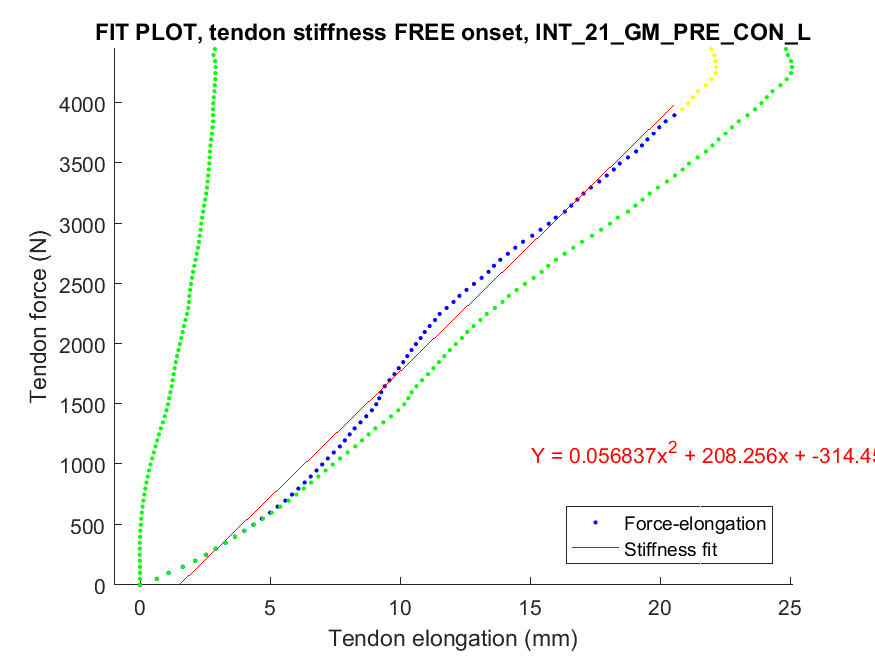 FIT PLOT, tendon stiffness FREE onset, INT_21_GM_PRE_CON_L
4000
3500
3000
2500
2000
1500
1000
500
0
Tendon force (N)
Y = 0.056837x² + 208.256x + -314.45
Force-elongation
Stiffness fit
0 5 10 15 20 25
Tendon elongation (mm)